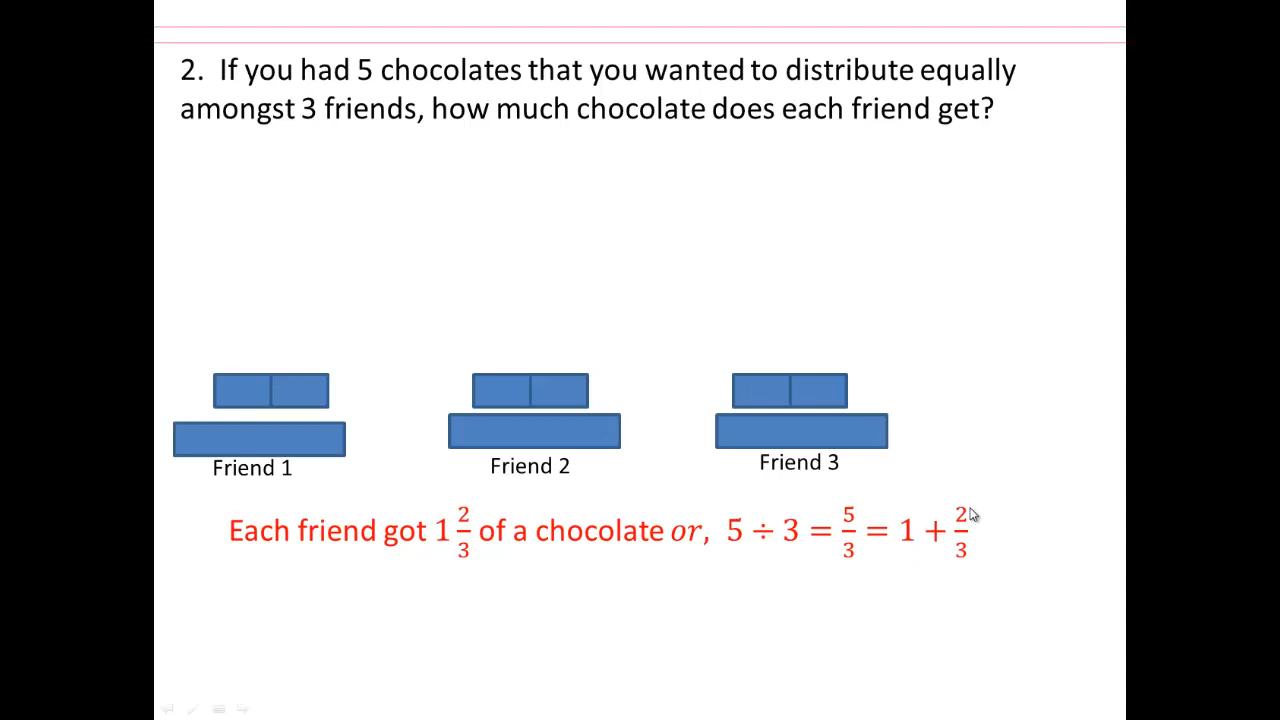 2. If you had 5 chocolates that you wanted to distribute equally
amongst 3 friends, how much chocolate does each friend get?
Friend 1
Friend 2
Friend 3
Each friend got 1 2/3 of a chocolate or, 5 ÷ 3 = 5/3 = 1 + 2/3